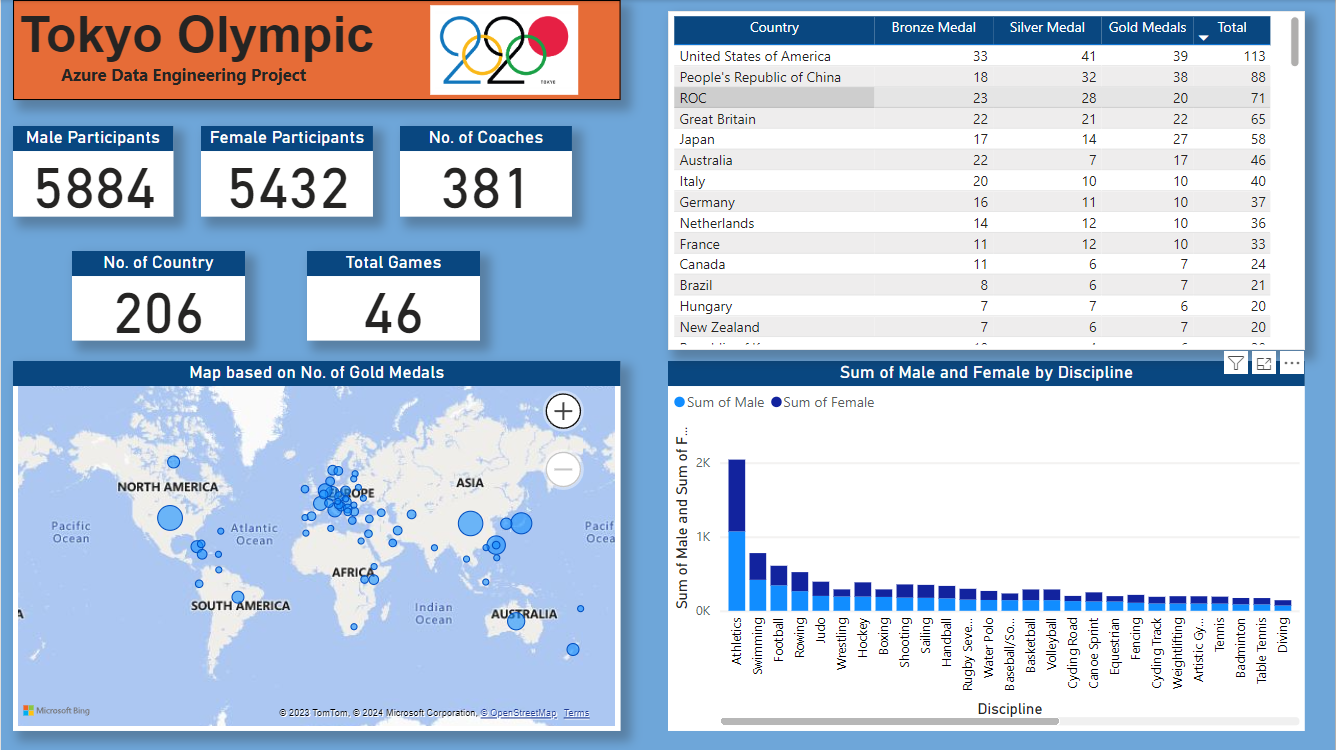 Tokyo Olympic
Azure Data Engineering Project
TOKYO
Male Participants
5884
Female Participants
5432
No. of Coaches
381
No. of Country
206
Total Games
46
Country Bronze Medal Silver Medal Gold Medals Total
United States of America 33 41 39 113
People's Republic of China 18 32 38 88
ROC 23 28 20 71
Great Britain 22 21 22 65
Japan 17 14 27 58
Australia 22 7 17 46
Italy 20 10 10 40
Germany 16 11 10 37
Netherlands 14 12 10 36
France 11 12 10 33
Canada 11 6 7 24
Brazil 8 6 7 21
Hungary 7 7 6 20
New Zealand 7 6 7 20
Map based on No. of Gold Medals
NORTH AMERICA
ASIA
Pacific
Ocean
Atlantic
Ocean
AFRICA
SOUTH AMERICA
Indian
Ocean
AUSTRALIA
Microsoft Bing
© 2023 TomTom, © 2024 Microsoft Corporation, © OpenStreetMap Terms
Sum of Male and Female by Discipline
Sum of Male Sum of Female
Sum of Male and Sum of F...
2K
1K
0K
Athletics
Swimming
Football
Rowing
Judo
Wrestling
Hockey
Boxing
Shooting
Sailing
Handball
Rugby Seve...
Water Polo
Baseball/So...
Basketball
Volleyball
Cycling Road
Canoe Sprint
Equestrian
Fencing
Cycling Track
Weightlifting
Artistic Gy...
Tennis
Badminton
Table Tennis
Diving
Discipline